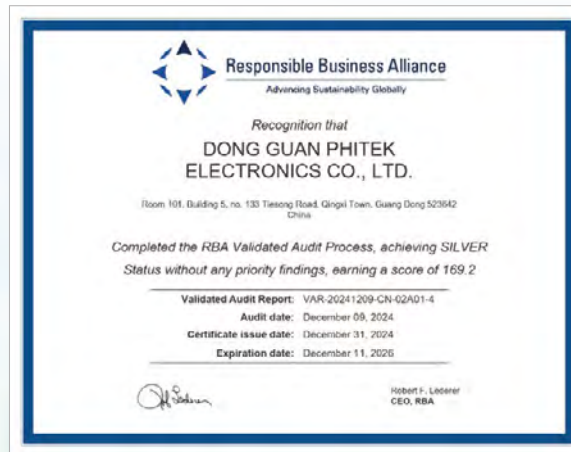 Responsible Business Alliance
Advancing Sustainability Globally
Recognition that
DONG GUAN PHITEK
ELECTRONICS CO., LTD.
Room 101, Building 5, no. 133 Tiesong Road, Qingxi Town, Guang Dong 523642
China
Completed the RBA Validated Audit Process, achieving SILVER
Status without any priority findings, earning a score of 169.2
Validated Audit Report: VAR-20241209-CN-02A01-4
Audit date: December 09, 2024
Certificate issue date: December 31, 2024
Expiration date: December 11, 2026
Robert F. Lederer
CEO, RBA